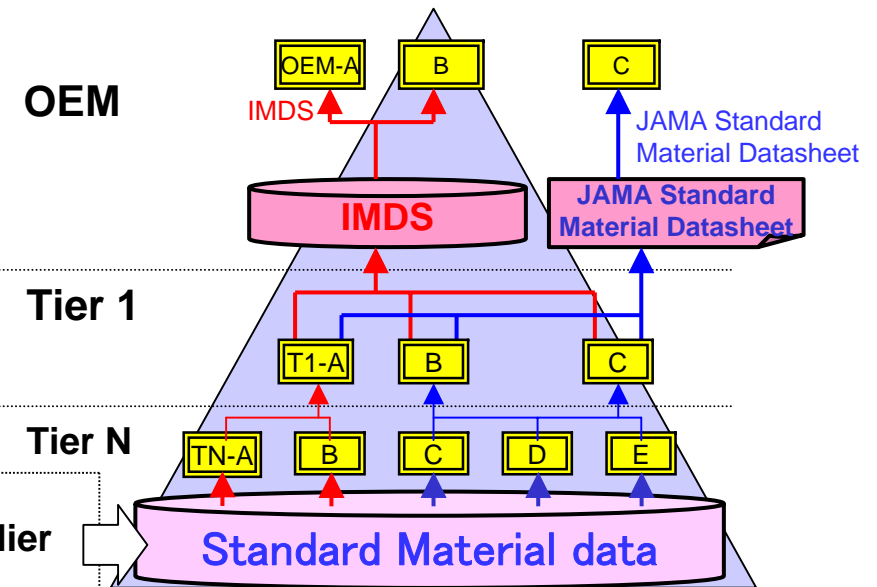 OEM
OEM-A
B
C
IMDS
JAMA Standard
Material Datasheet
IMDS
JAMA Standard
Material Datasheet
Tier 1
T1-A
B
C
Tier N
TN-A
B
C
D
E
lier
Standard Material data